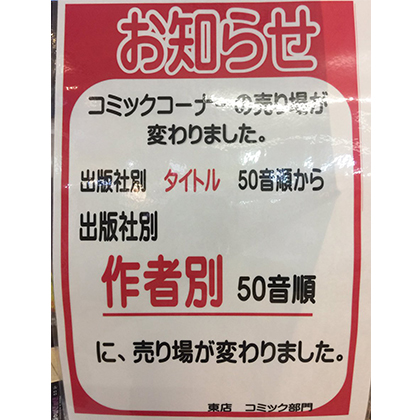 お知らせ
コミックコーナーの売り場が
変わりました。
出版社別 タイトル 50音順から
出版社別
作者別 50音順
に、売り場が変わりました。
東店 コミック部門